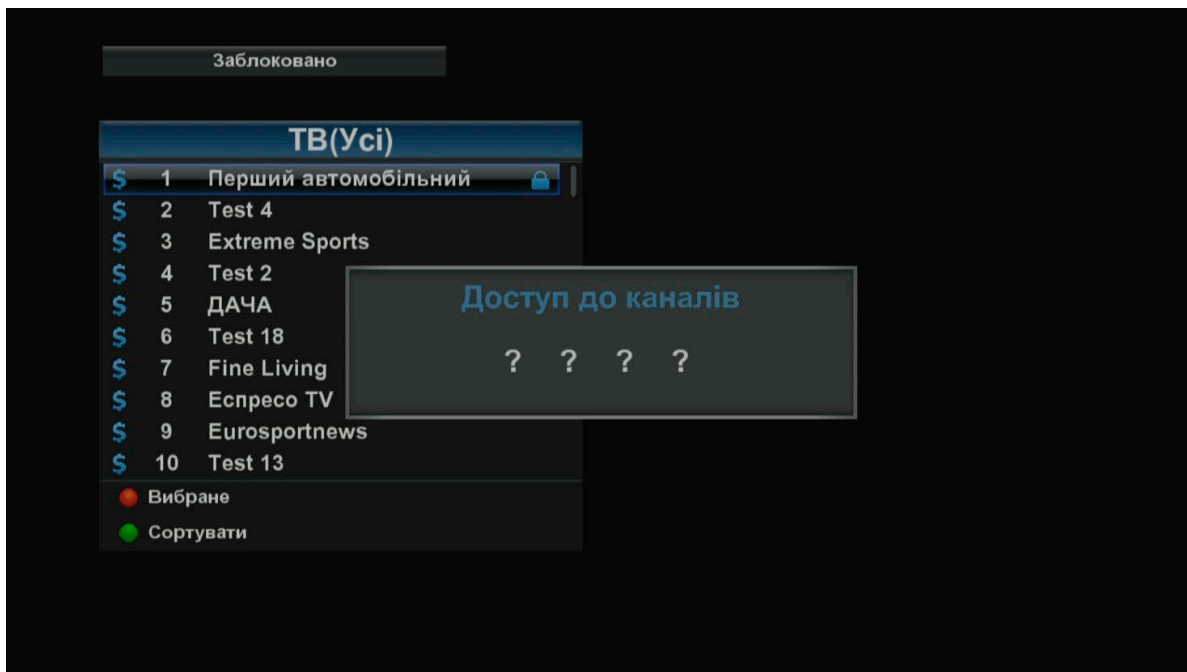 Заблоковано
ТВ(Усі)
$ 1 Перший автомобільний
$ 2 Test 4
$ 3 Extreme Sports
$ 4 Test 2
$ 5 ДАЧА
$ 6 Test 18
$ 7 Fine Living
$ 8 Еспресо TV
$ 9 Eurosportnews
$ 10 Test 13
Доступ до каналів
? ? ? ?
Вибране
Сортувати